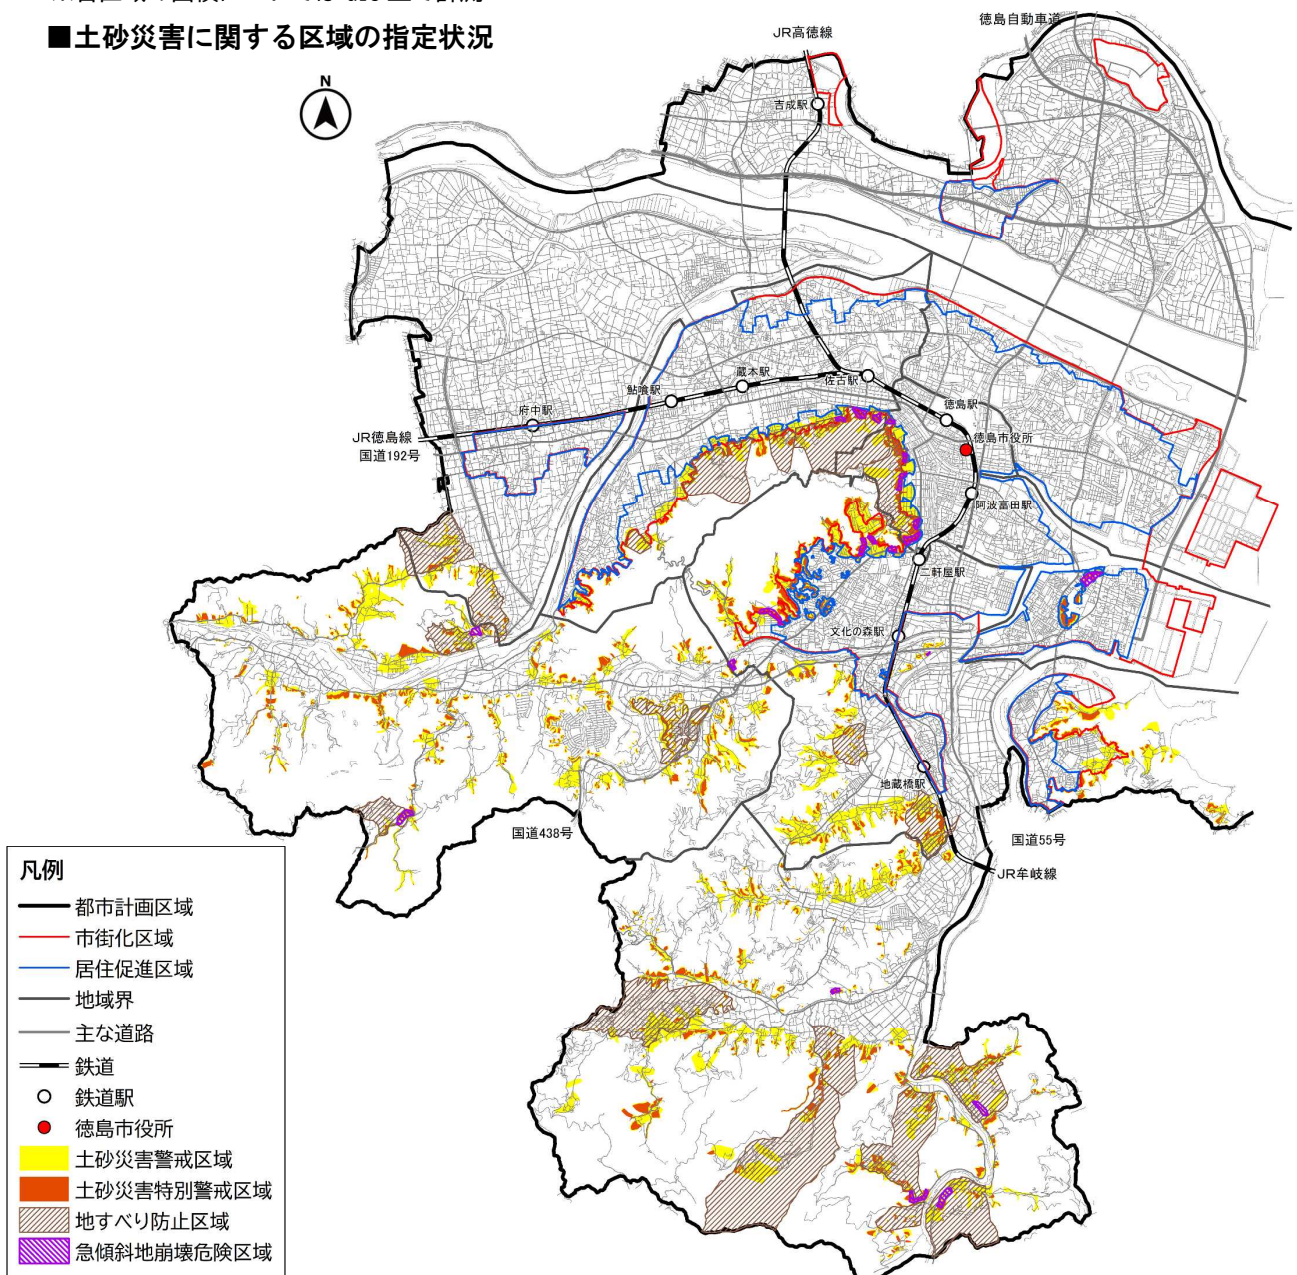 ■土砂災害に関する区域の指定状況
JR高徳線
徳島自動車道
N
吉成駅
蔵本駅
佐古駅
鮎喰駅
徳島駅
府中駅
JR徳島線
国道192号
徳島市役所
阿波富田駅
二軒屋駅
文化の森駅
地蔵橋駅
国道438号
国道55号
JR牟岐線
凡例
都市計画区域
市街化区域
居住促進区域
地域界
主な道路
鉄道
鉄道駅
徳島市役所
土砂災害警戒区域
土砂災害特別警戒区域
地すべり防止区域
急傾斜地崩壊危険区域